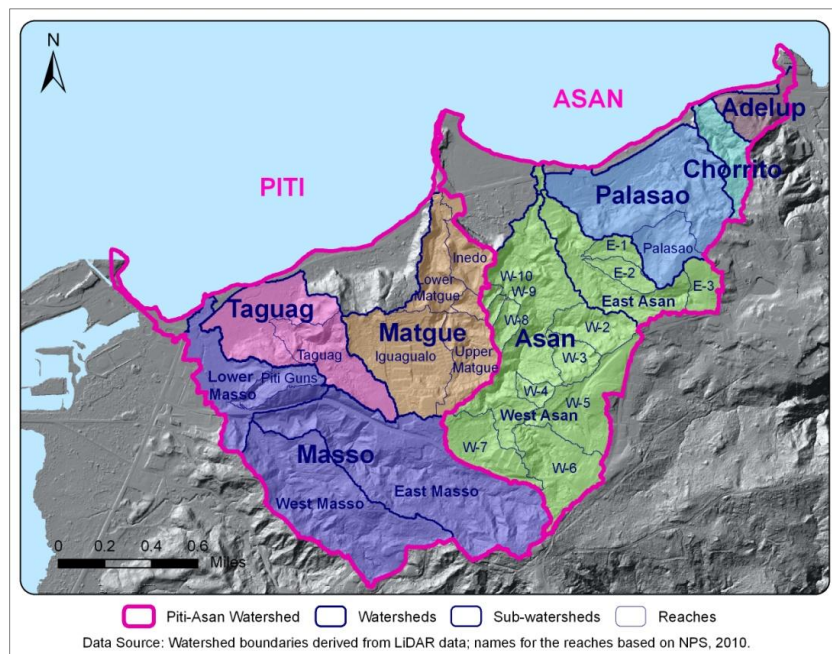 N
ASAN
PITI
Adelup
Chorrito
Palasao
Palasao
E-1
E-2
E-3
East Asan
Inedo
Lower
Matgue
W-10
W-9
W-8
Asan
W-2
W-3
W-4
W-5
West Asan
W-7
W-6
Taguag
Taguag
Matgue
Iguagualo
Upper
Matgue
Lower
Masso
Piti Guns
Masso
West Masso
East Masso
0 0.2 0.4 0.6
Miles
Piti-Asan Watershed Watersheds Sub-watersheds Reaches
Data Source: Watershed boundaries derived from LiDAR data; names for the reaches based on NPS, 2010.